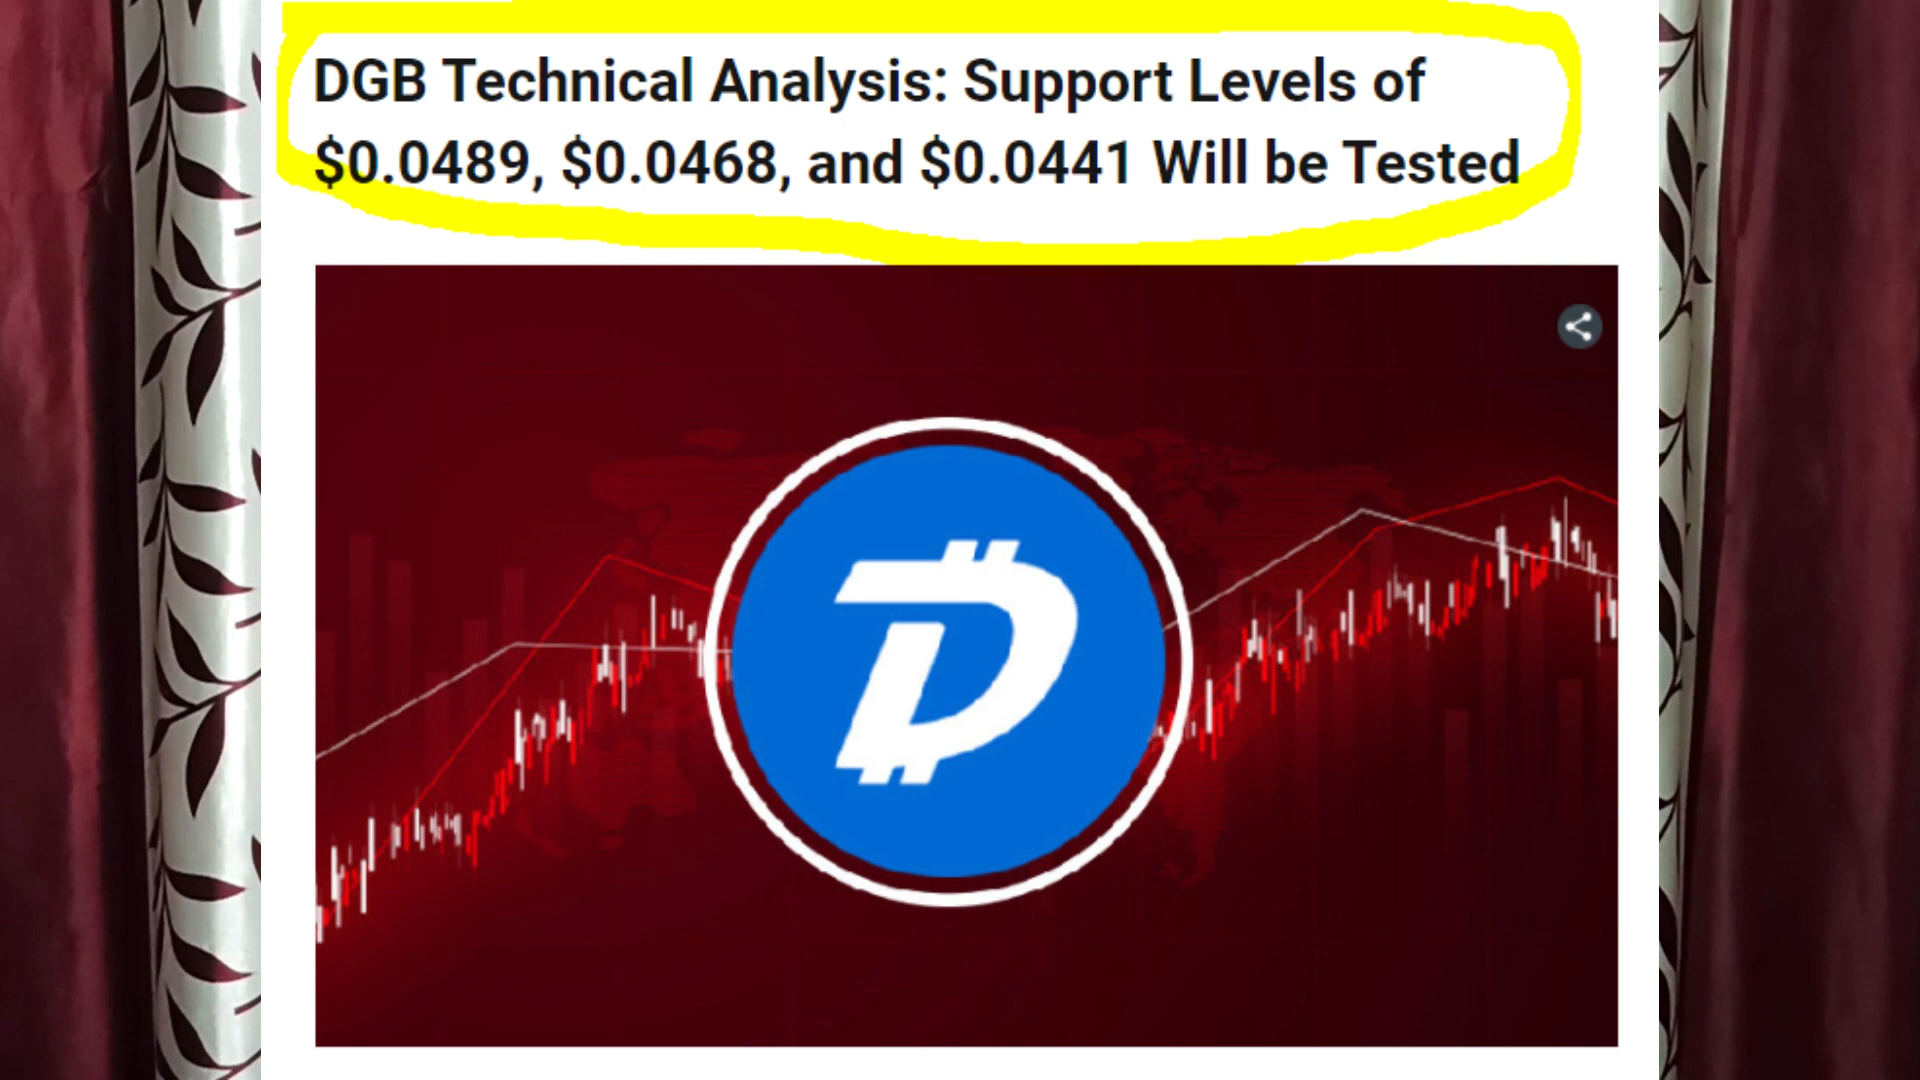 DGB Technical Analysis: Support Levels of
$0.0489, $0.0468, and $0.0441 Will be Tested